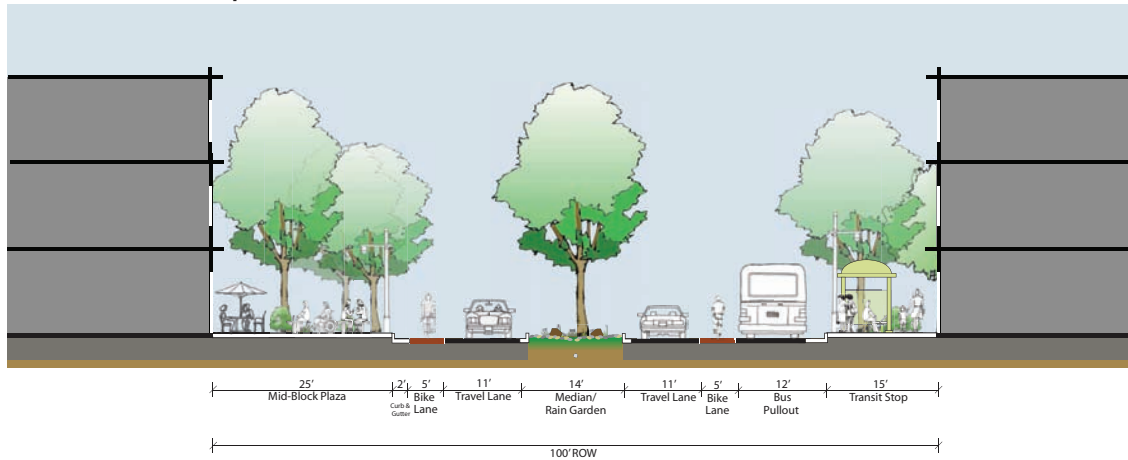 25'
Mid-Block Plaza
2'
Curb &
Gutter
5'
Bike
Lane
11'
Travel Lane
14'
Median/
Rain Garden
11'
Travel Lane
5'
Bike
Lane
12'
Bus
Pullout
15'
Transit Stop
100' ROW